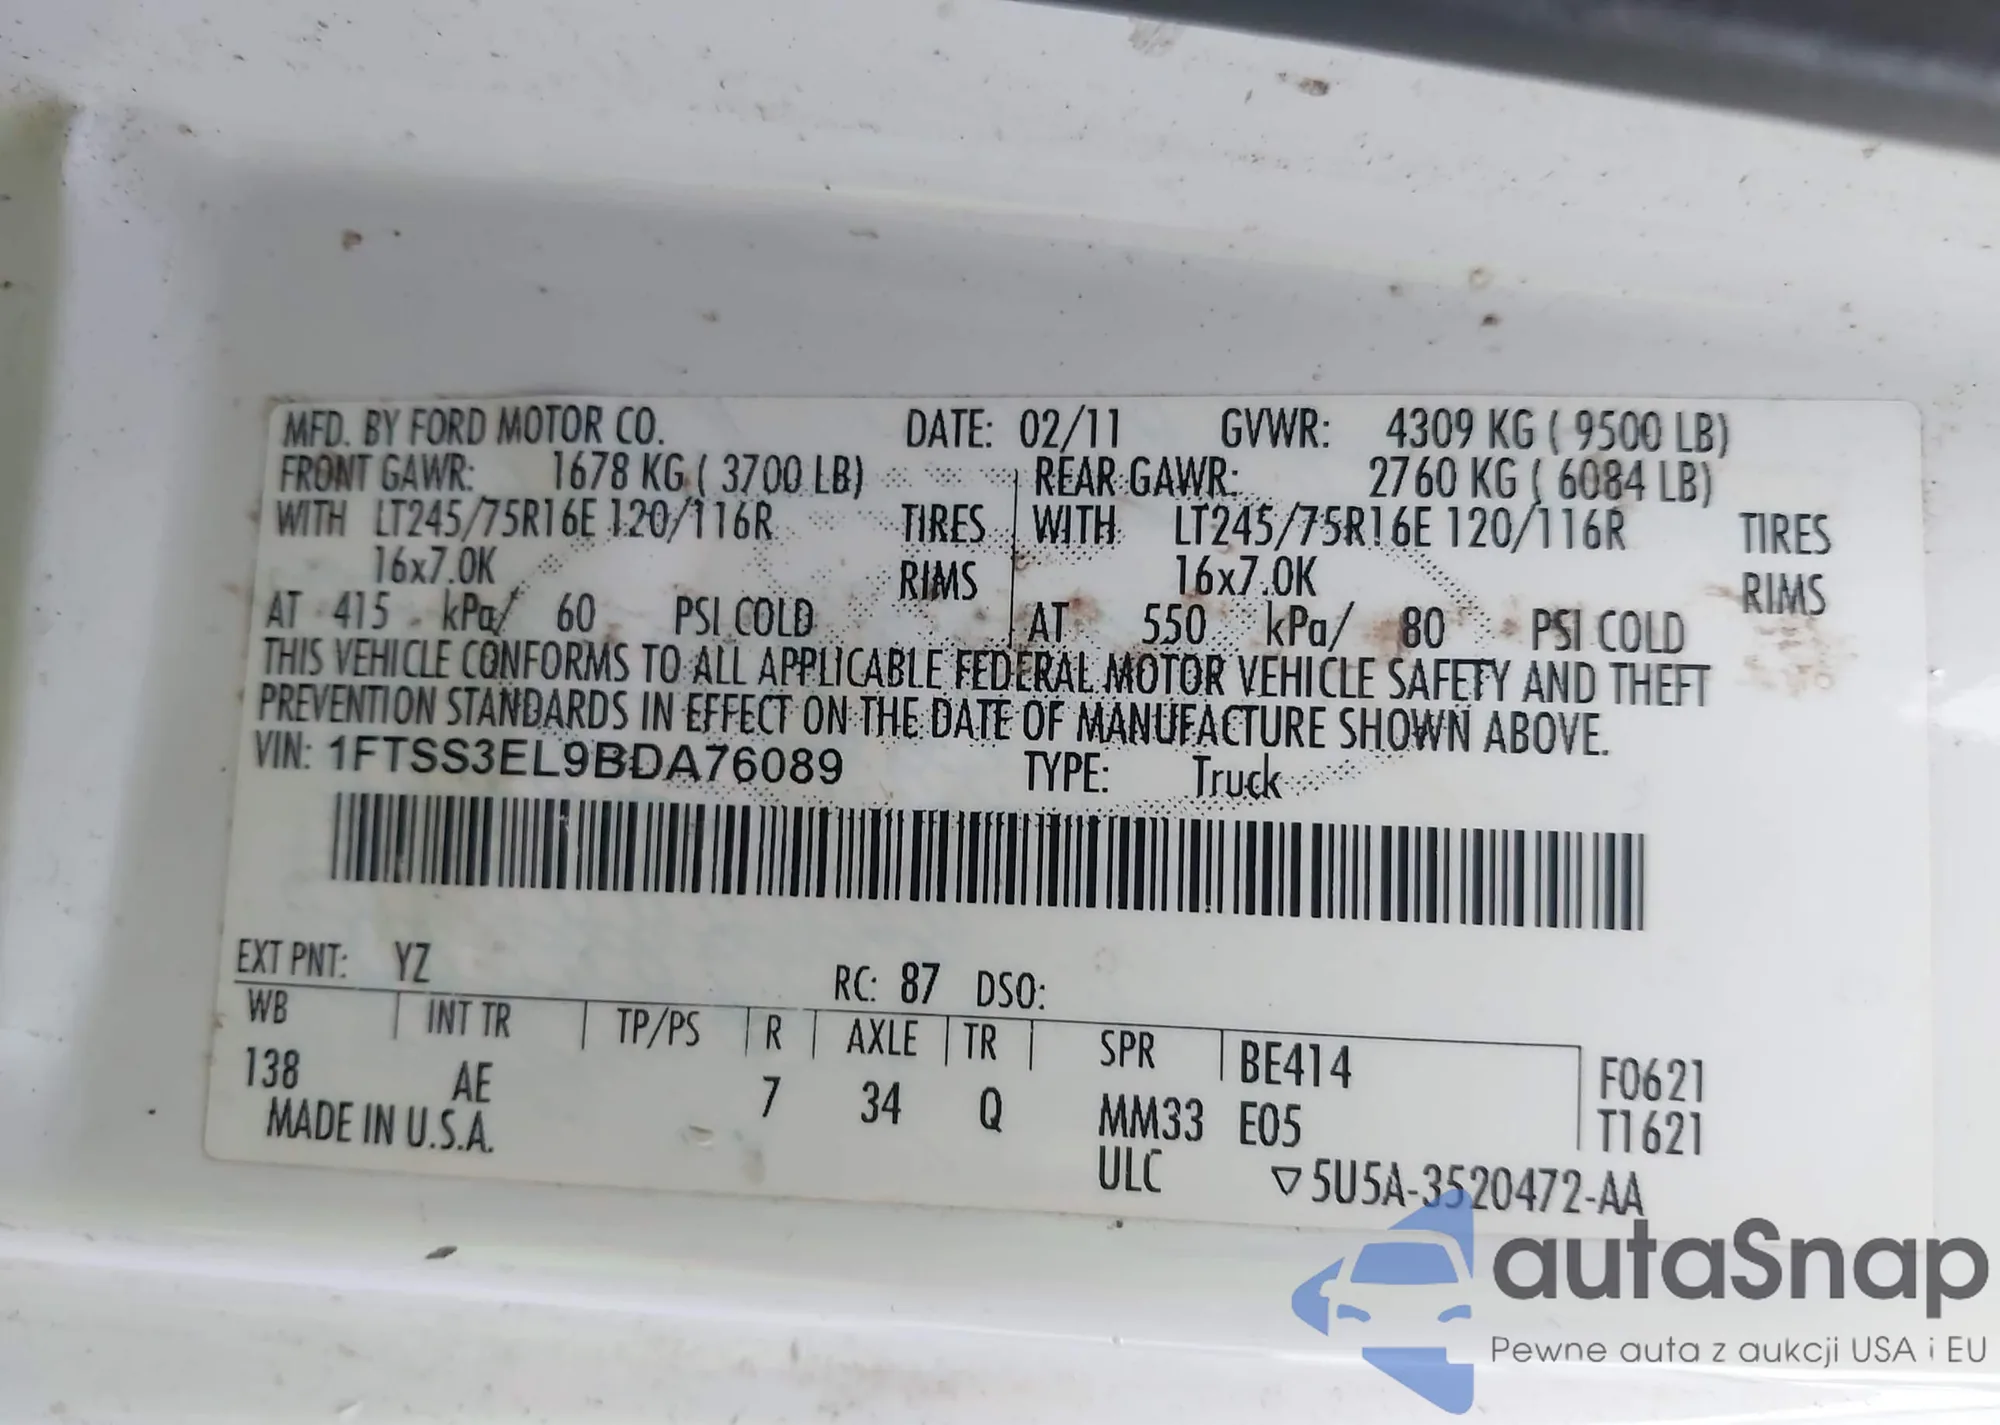 MFD. BY FORD MOTOR CO. DATE: 02/11 GVWR: 4309 KG ( 9500 LB)
FRONT GAWR: 1678 KG ( 3700 LB) REAR GAWR: 2760 KG ( 6084 LB)
WITH LT245/75R16E 120/116R TIRES WITH LT245/75R16E 120/116R TIRES
16x7.0K RIMS 16x7.0K RIMS
AT 415 kPa/ 60 PSI COLD AT 550 kPa/ 80 PSI COLD
THIS VEHICLE CONFORMS TO ALL APPLICABLE FEDERAL MOTOR VEHICLE SAFETY AND THEFT
PREVENTION STANDARDS IN EFFECT ON THE DATE OF MANUFACTURE SHOWN ABOVE.
VIN: 1FTSS3EL9BDA76089 TYPE: Truck
EXT PNT: YZ RC: 87 DSO:
WB INT TR TP/PS R AXLE TR SPR BE414 F0621
138 AE 7 34 Q MM33 E05 T1621
MADE IN U.S.A. ULC ▽5U5A-3520472-AA
autaSnap
Pewne auta z aukcji USA i EU